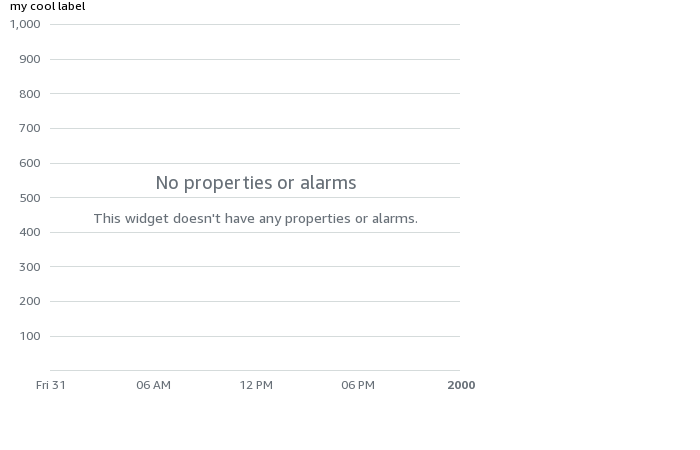 my cool label
1,000
900
800
700
600
No properties or alarms
500
This widget doesn't have any properties or alarms.
400
300
200
100
Fri 31 06 AM 12 PM 06 PM 2000